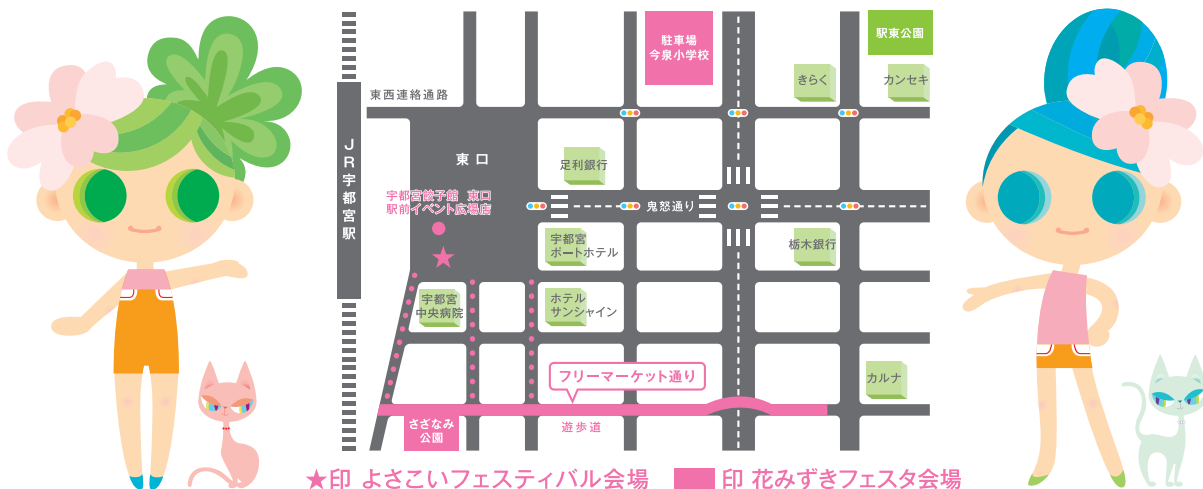 駐車場
今泉小学校
駅東公園
きらく
カンセキ
東西連絡通路
JR宇都宮駅
東口
足利銀行
宇都宮餃子館 東口
駅前イベント広場店
鬼怒通り
宇都宮
ポートホテル
栃木銀行
宇都宮
中央病院
ホテル
サンシャイン
フリーマーケット通り
カルナ
さざなみ
公園
遊歩道
★印 よさこいフェスティバル会場
印 花みずきフェスタ会場